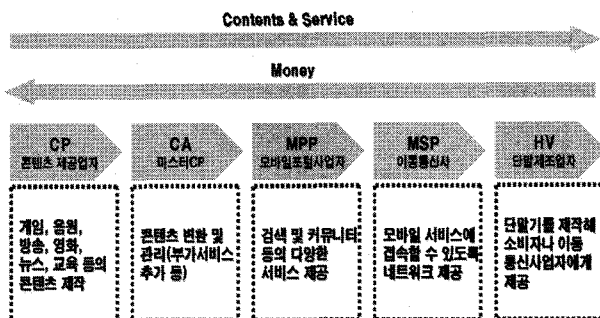 Contents & Service
Money
CP
콘텐츠 제공업자
CA
마스터CP
MPP
모바일포털사업자
MSP
이동통신사
HV
단말제조업자
게임, 음원,
방송, 영화,
뉴스, 교육 등의
콘텐츠 제작
콘텐츠 변환 및
관리(부가서비스
추가 등)
검색 및 커뮤니티
등의 다양한
서비스 제공
모바일 서비스에
접속할 수 있도록
네트워크 제공
단말기를 제작해
소비자나 이동
통신사업자에게
제공